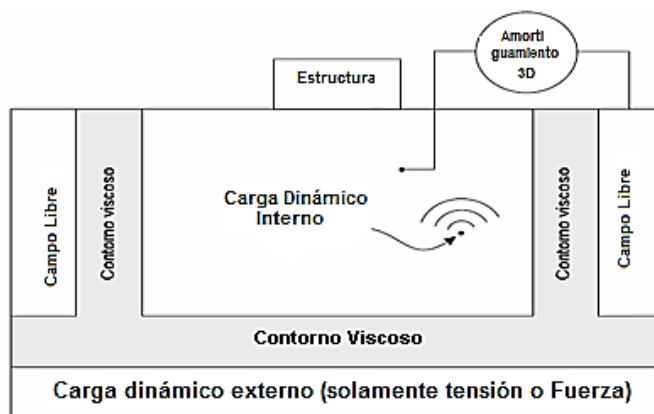 Amorti
guamiento
3D
Estructura
Campo Libre
Contorno viscoso
Carga Dinámico
Interno
Contorno viscoso
Campo Libre
Contorno Viscoso
Carga dinámico externo (solamente tensión o Fuerza)